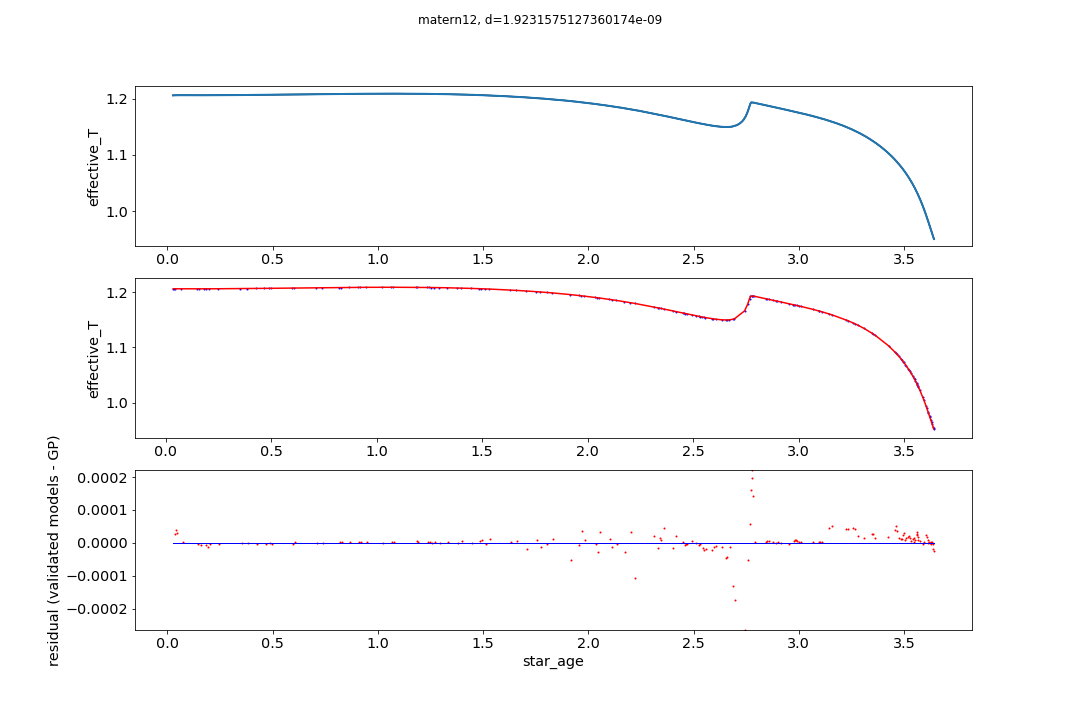 matern12, d=1.9231575127360174e-09
1.2
1.1
1.0
effective_T
0.0 0.5 1.0 1.5 2.0 2.5 3.0 3.5
1.2
1.1
1.0
effective_T
0.0 0.5 1.0 1.5 2.0 2.5 3.0 3.5
0.0002
0.0001
0.0000
−0.0001
−0.0002
residual (validated models - GP)
0.0 0.5 1.0 1.5 2.0 2.5 3.0 3.5
star_age